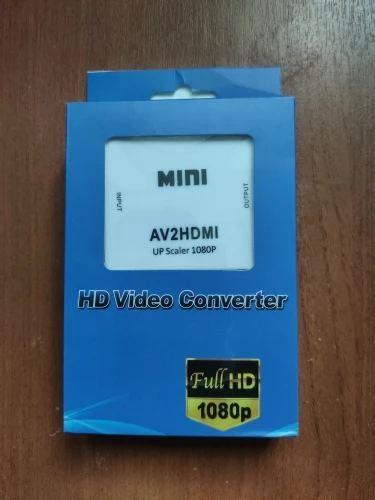 MINI
INPUT
OUTPUT
AV2HDMI
UP Scaler 1080P
HD Video Converter
Full HD
1080p